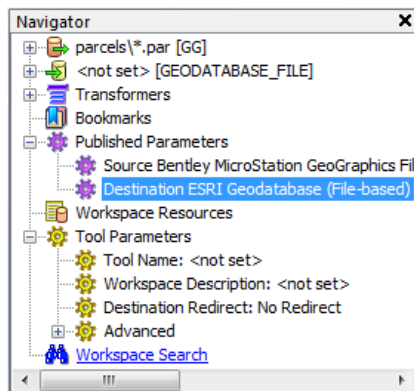 Navigator
parcels\*.par [GG]
<not set> [GEODATABASE_FILE]
Transformers
Bookmarks
Published Parameters
Source Bentley MicroStation GeoGraphics Fil
Destination ESRI Geodatabase (File-based)
Workspace Resources
Tool Parameters
Tool Name: <not set>
Workspace Description: <not set>
Destination Redirect: No Redirect
Advanced
Workspace Search